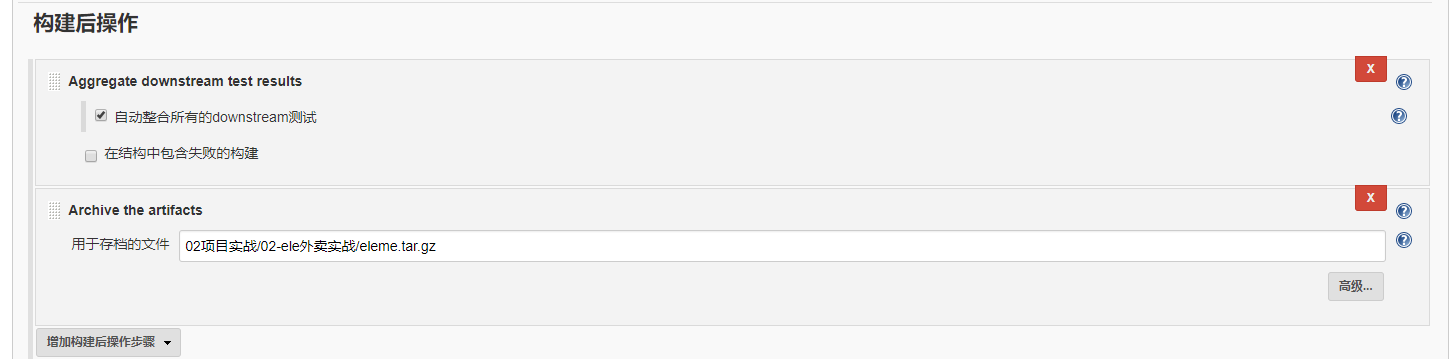 构建后操作
Aggregate downstream test results
X
自动整合所有的downstream测试
在结构中包含失败的构建
Archive the artifacts
X
用于存档的文件 02项目实战/02-ele外卖实战/eleme.tar.gz
高级...
增加构建后操作步骤